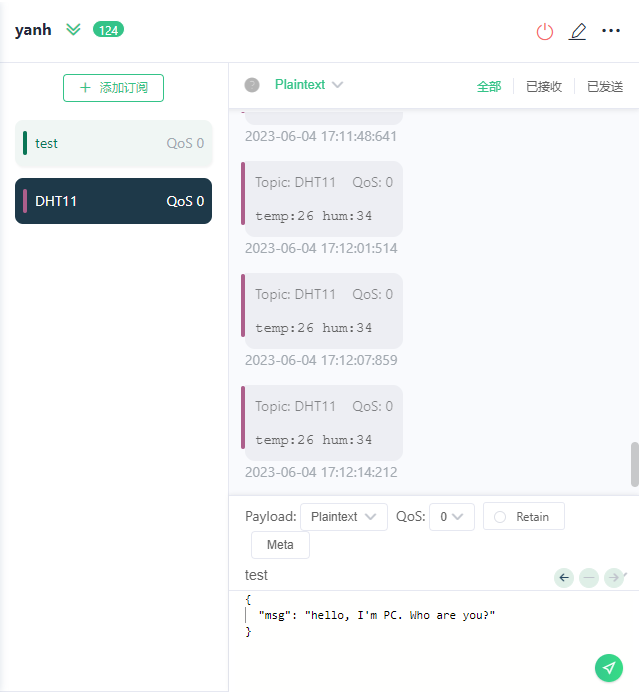 yanh 124
添加订阅
test QoS 0
DHT11 QoS 0
Plaintext 全部 已接收 已发送
2023-06-04 17:11:48:641
Topic: DHT11 QoS: 0
temp:26 hum:34
2023-06-04 17:12:01:514
Topic: DHT11 QoS: 0
temp:26 hum:34
2023-06-04 17:12:07:859
Topic: DHT11 QoS: 0
temp:26 hum:34
2023-06-04 17:12:14:212
Payload: Plaintext QoS: 0 Retain
Meta
test
{
"msg": "hello, I'm PC. Who are you?"
}